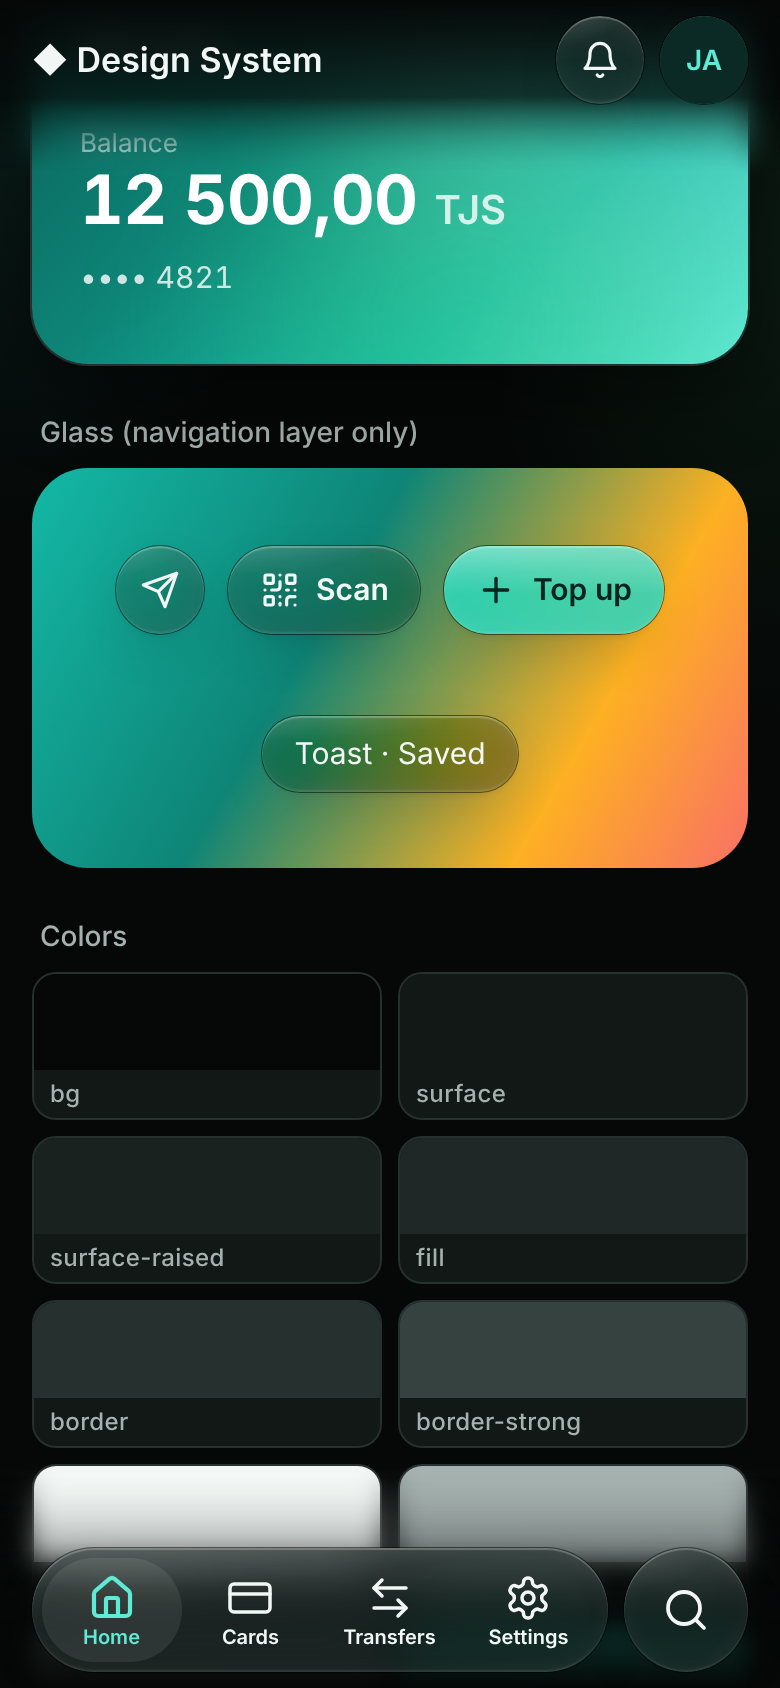 Design System
JA
Balance
12 500,00 TJS
•••• 4821
Glass (navigation layer only)
Scan
Top up
Toast · Saved
Colors
bg
surface
surface-raised
fill
border
border-strong
Home
Cards
Transfers
Settings